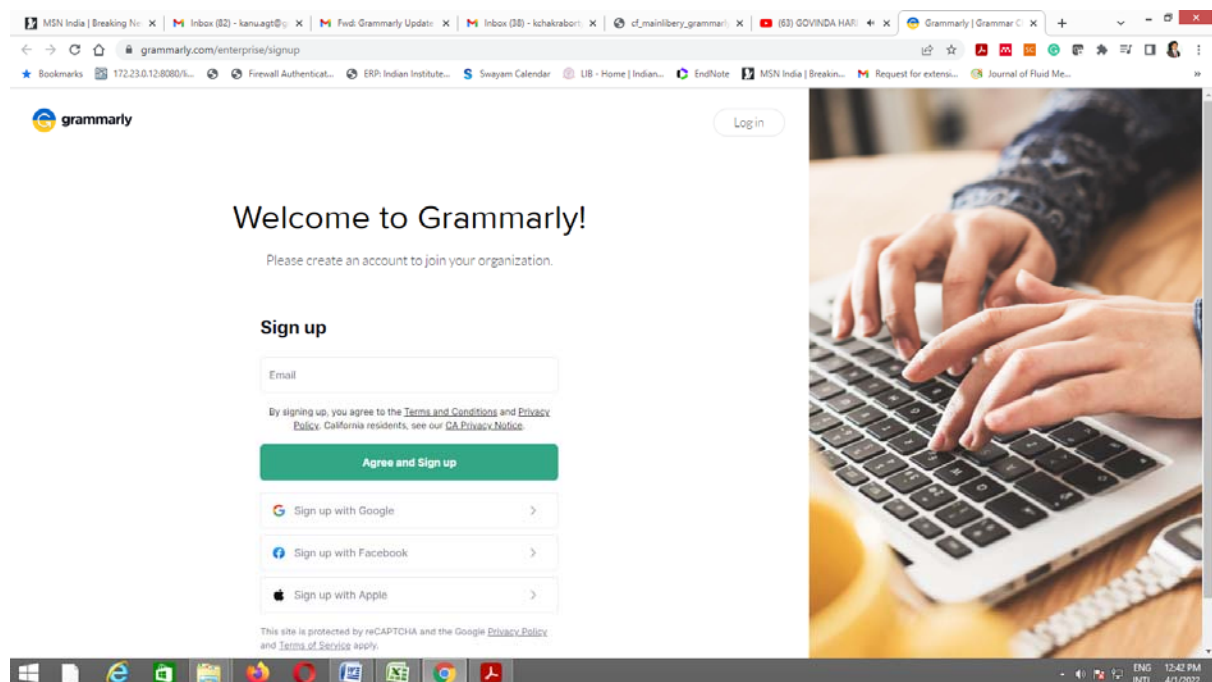 MSN India | Breaking Ne
Inbox (82) - kanu.agt@g
Fwd: Grammarly Update
Inbox (38) - kchakrabort
cf_mainlibery_grammarly
(63) GOVINDA HARI
Grammarly | Grammar C
grammarly.com/enterprise/signup
Bookmarks
172.23.0.12:8080/li...
Firewall Authenticat...
ERP: Indian Institute...
Swayam Calendar
LIB - Home | Indian...
EndNote
MSN India | Breakin...
Request for extensi...
Journal of Fluid Me...
grammarly
Log in
Welcome to Grammarly!
Please create an account to join your organization.
Sign up
Email
By signing up, you agree to the Terms and Conditions and Privacy
Policy. California residents, see our CA Privacy Notice.
Agree and Sign up
Sign up with Google
Sign up with Facebook
Sign up with Apple
This site is protected by reCAPTCHA and the Google Privacy Policy
and Terms of Service apply.
ENG
12:42 PM
INTL
4/1/2022